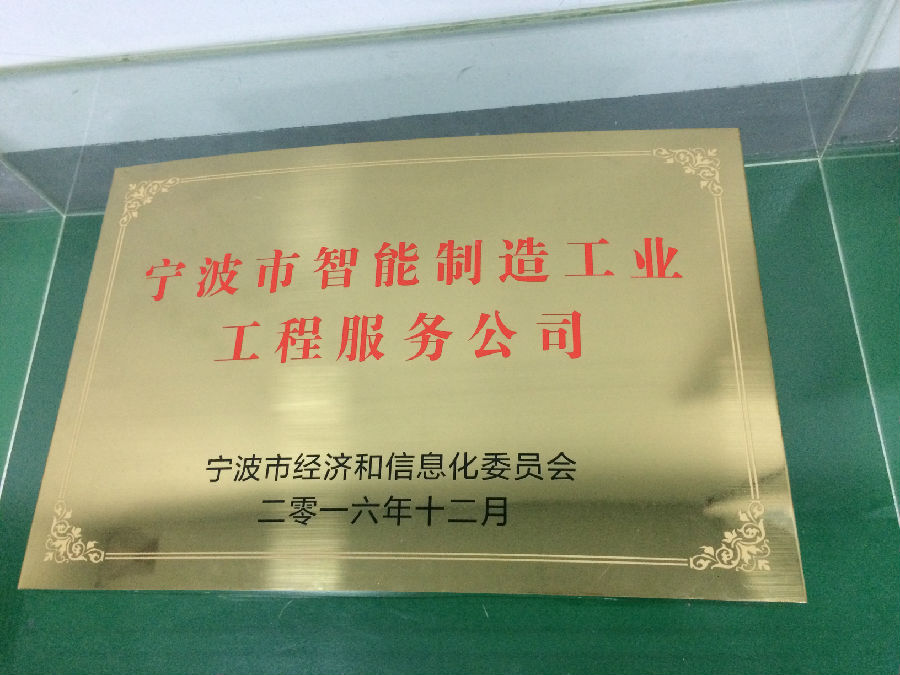 宁波市智能制造工业
工程服务公司
宁波市经济和信息化委员会
二零一六年十二月